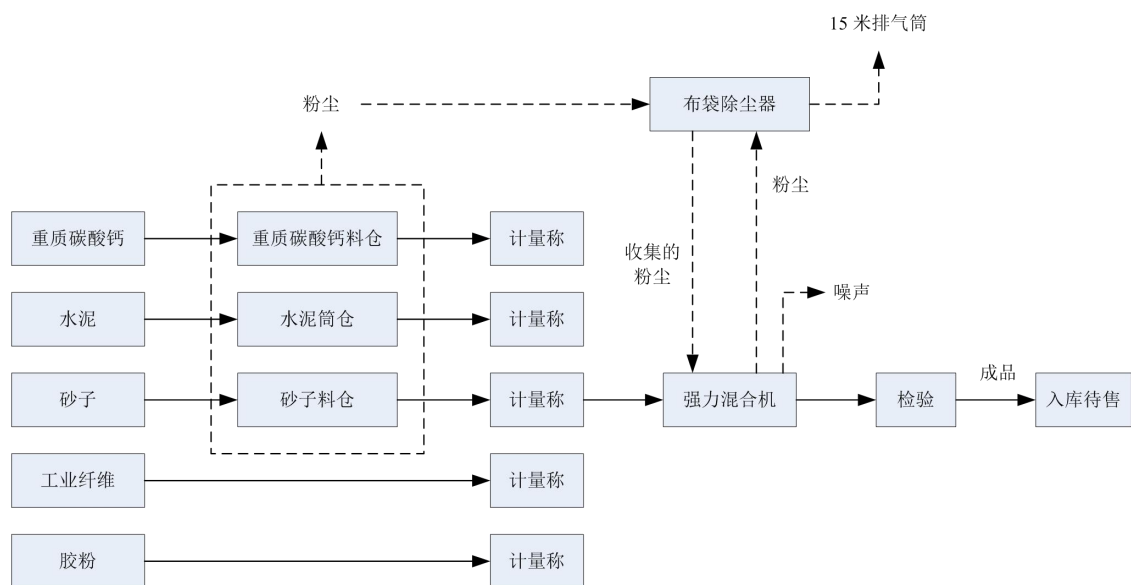 15 米排气筒
粉尘
布袋除尘器
粉尘
重质碳酸钙
重质碳酸钙料仓
计量称
收集的
粉尘
噪声
水泥
水泥筒仓
计量称
成品
砂子
砂子料仓
计量称
强力混合机
检验
入库待售
工业纤维
计量称
胶粉
计量称